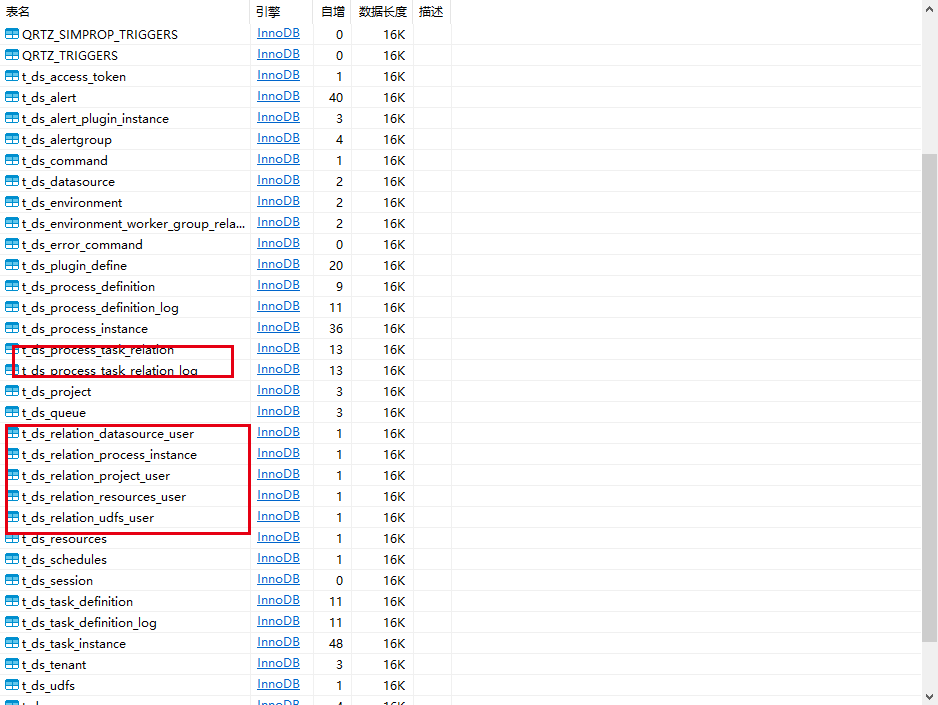 表名 引擎 自增 数据长度 描述
QRTZ_SIMPROP_TRIGGERS InnoDB 0 16K
QRTZ_TRIGGERS InnoDB 0 16K
t_ds_access_token InnoDB 1 16K
t_ds_alert InnoDB 40 16K
t_ds_alert_plugin_instance InnoDB 3 16K
t_ds_alertgroup InnoDB 4 16K
t_ds_command InnoDB 1 16K
t_ds_datasource InnoDB 2 16K
t_ds_environment InnoDB 2 16K
t_ds_environment_worker_group_rela... InnoDB 2 16K
t_ds_error_command InnoDB 0 16K
t_ds_plugin_define InnoDB 20 16K
t_ds_process_definition InnoDB 9 16K
t_ds_process_definition_log InnoDB 11 16K
t_ds_process_instance InnoDB 36 16K
t_ds_process_task_relation InnoDB 13 16K
t_ds_process_task_relation_log InnoDB 13 16K
t_ds_project InnoDB 3 16K
t_ds_queue InnoDB 3 16K
t_ds_relation_datasource_user InnoDB 1 16K
t_ds_relation_process_instance InnoDB 1 16K
t_ds_relation_project_user InnoDB 1 16K
t_ds_relation_resources_user InnoDB 1 16K
t_ds_relation_udfs_user InnoDB 1 16K
t_ds_resources InnoDB 1 16K
t_ds_schedules InnoDB 1 16K
t_ds_session InnoDB 0 16K
t_ds_task_definition InnoDB 11 16K
t_ds_task_definition_log InnoDB 11 16K
t_ds_task_instance InnoDB 48 16K
t_ds_tenant InnoDB 3 16K
t_ds_udfs InnoDB 1 16K